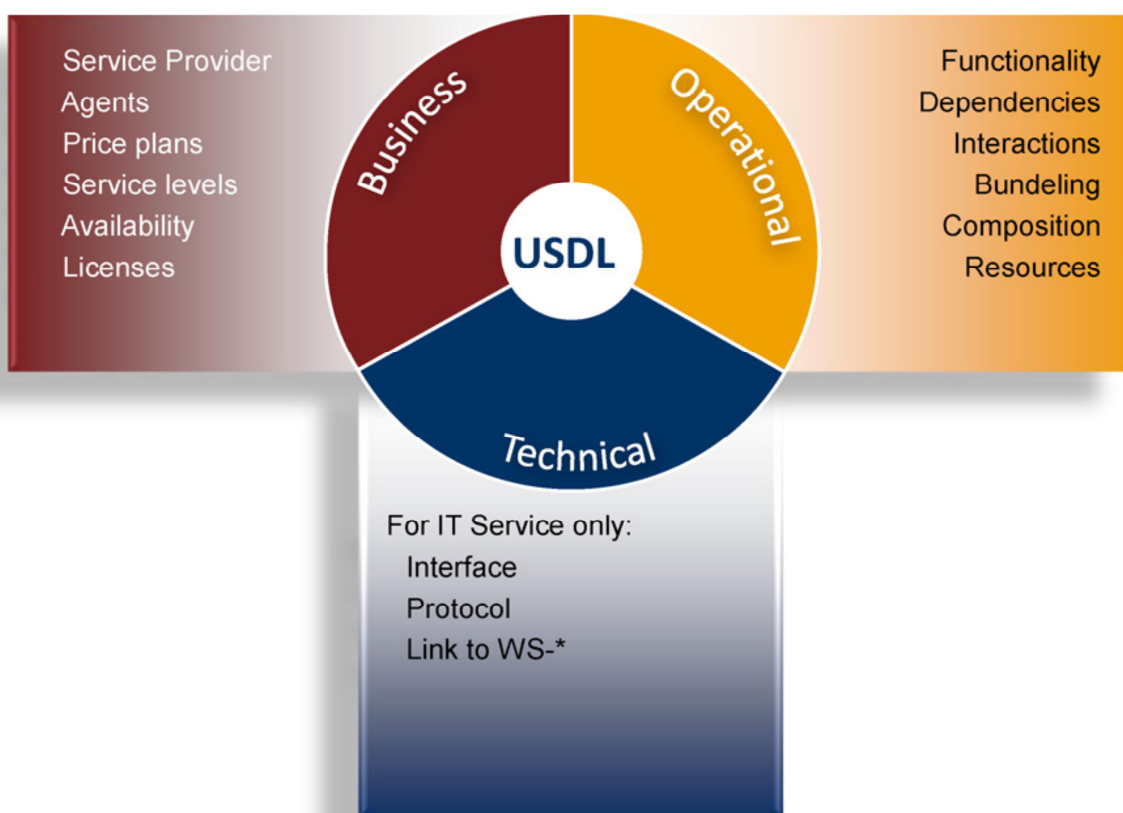 Business
Service Provider
Agents
Price plans
Service levels
Availability
Licenses
Operational
Functionality
Dependencies
Interactions
Bundeling
Composition
Resources
USDL
Technical
For IT Service only:
Interface
Protocol
Link to WS-*